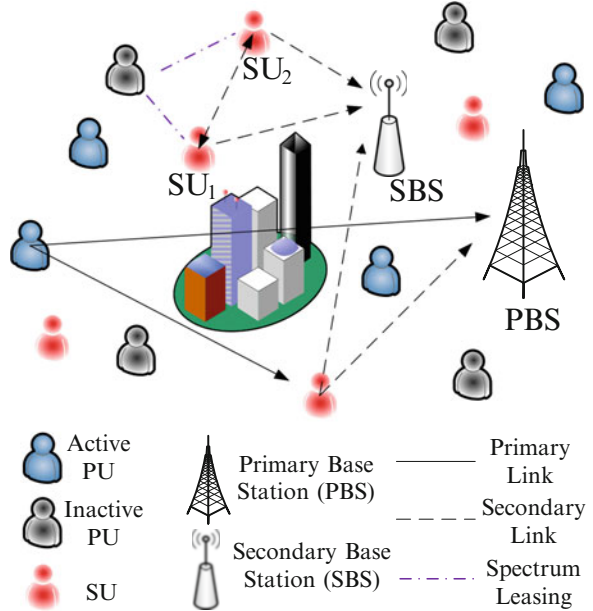 SU₂
SU₁
SBS
PBS
Active
PU
Primary Base
Station (PBS)
Primary
Link
Inactive
PU
Secondary
Link
SU
Secondary Base
Station (SBS)
Spectrum
Leasing